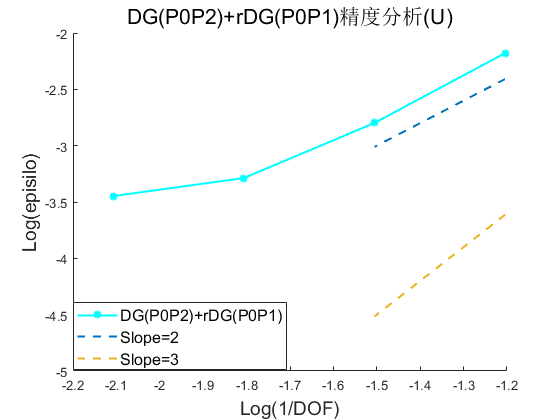 DG(P0P2)+rDG(P0P1)精度分析(U)
Log(episilo)
-2
-2.5
-3
-3.5
-4
-4.5
-5
DG(P0P2)+rDG(P0P1)
Slope=2
Slope=3
-2.2 -2.1 -2 -1.9 -1.8 -1.7 -1.6 -1.5 -1.4 -1.3 -1.2
Log(1/DOF)